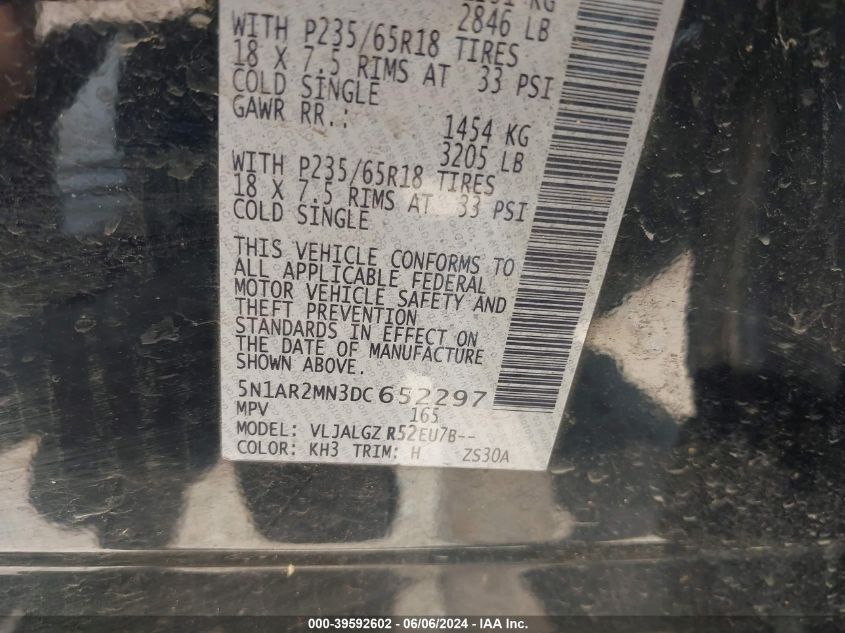 2846 LB
WITH P235/65R18 TIRES
18 X 7.5 RIMS AT 33 PSI
COLD SINGLE
GAWR RR.: 1454 KG
3205 LB
WITH P235/65R18 TIRES
18 X 7.5 RIMS AT 33 PSI
COLD SINGLE
THIS VEHICLE CONFORMS TO
ALL APPLICABLE FEDERAL
MOTOR VEHICLE SAFETY AND
THEFT PREVENTION
STANDARDS IN EFFECT ON
THE DATE OF MANUFACTURE
SHOWN ABOVE.
5N1AR2MN3DC652297
MPV 165
MODEL: VLJALGZ R52EU7B--
COLOR: KH3 TRIM: H ZS30A
000-39592602 - 06/06/2024 - IAA Inc.